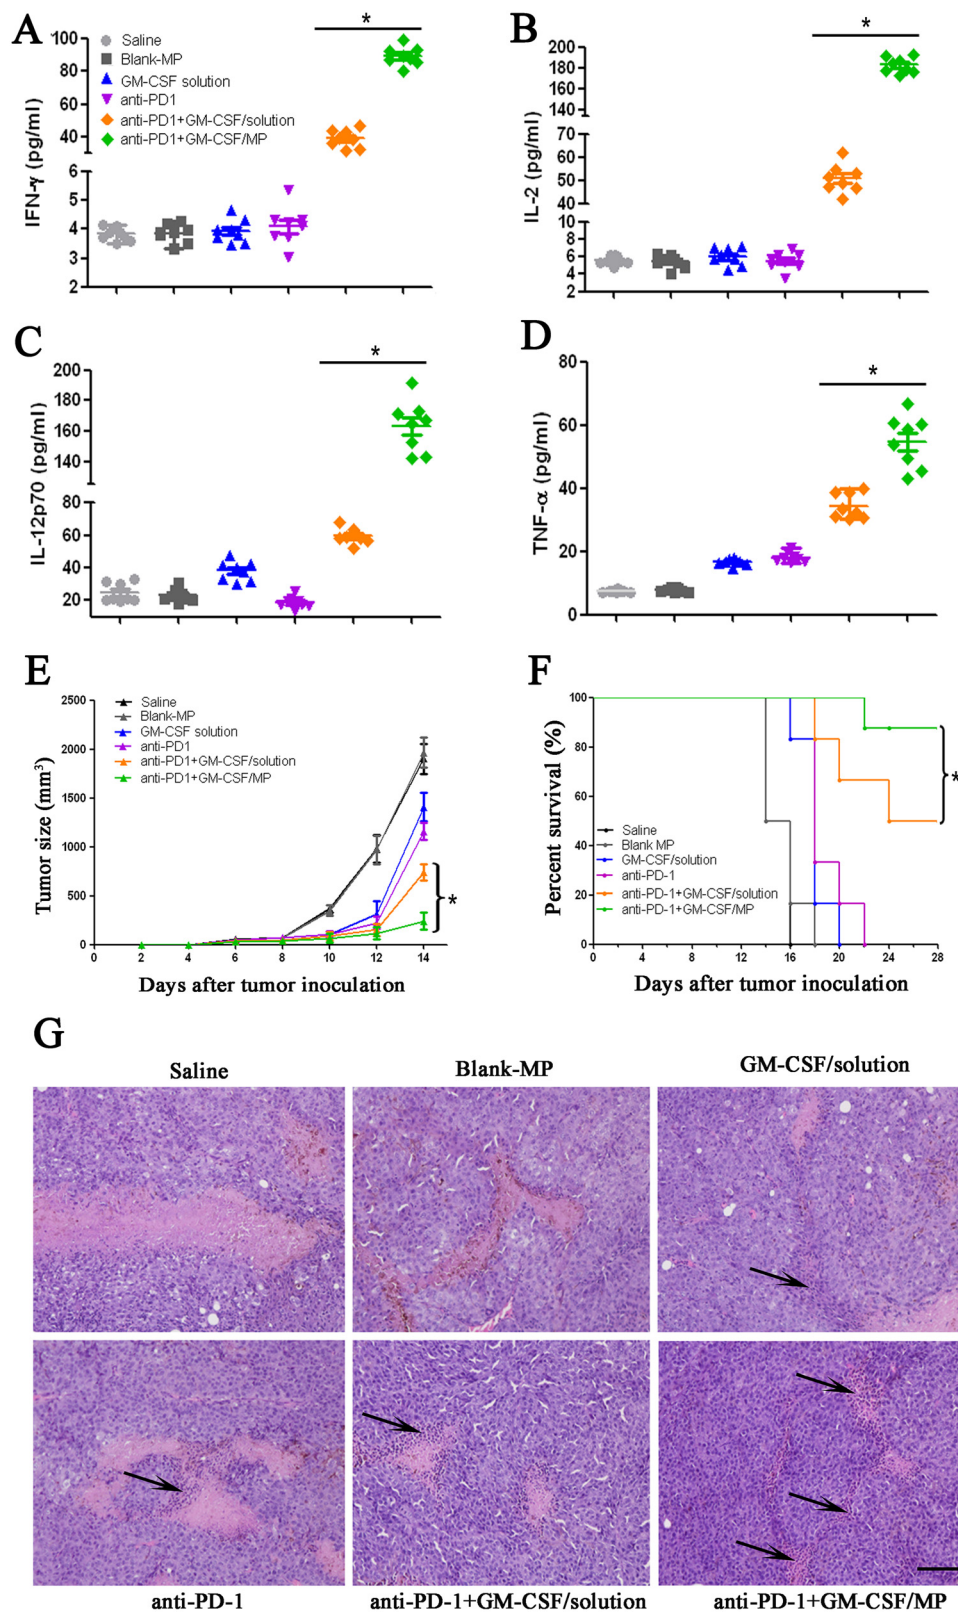 A
IFN-γ (pg/ml)
100
80
60
40
6
5
4
3
2
Saline
Blank-MP
GM-CSF solution
anti-PD1
anti-PD1+GM-CSF/solution
anti-PD1+GM-CSF/MP
*
B
IL-2 (pg/ml)
200
180
160
140
70
60
50
40
10
8
6
4
2
*
C
IL-12p70 (pg/ml)
200
180
160
140
80
60
40
20
*
D
TNF-α (pg/ml)
80
60
40
20
0
*
E
Tumor size (mm³)
2500
2000
1500
1000
500
0
Saline
Blank-MP
GM-CSF solution
anti-PD1
anti-PD1+GM-CSF/solution
anti-PD1+GM-CSF/MP
*
0 2 4 6 8 10 12 14
Days after tumor inoculation
F
Percent survival (%)
100
80
60
40
20
0
Saline
Blank MP
GM-CSF/solution
anti-PD-1
anti-PD-1+GM-CSF/solution
anti-PD-1+GM-CSF/MP
*
0 4 8 12 16 20 24 28
Days after tumor inoculation
G
Saline Blank-MP GM-CSF/solution
anti-PD-1 anti-PD-1+GM-CSF/solution anti-PD-1+GM-CSF/MP